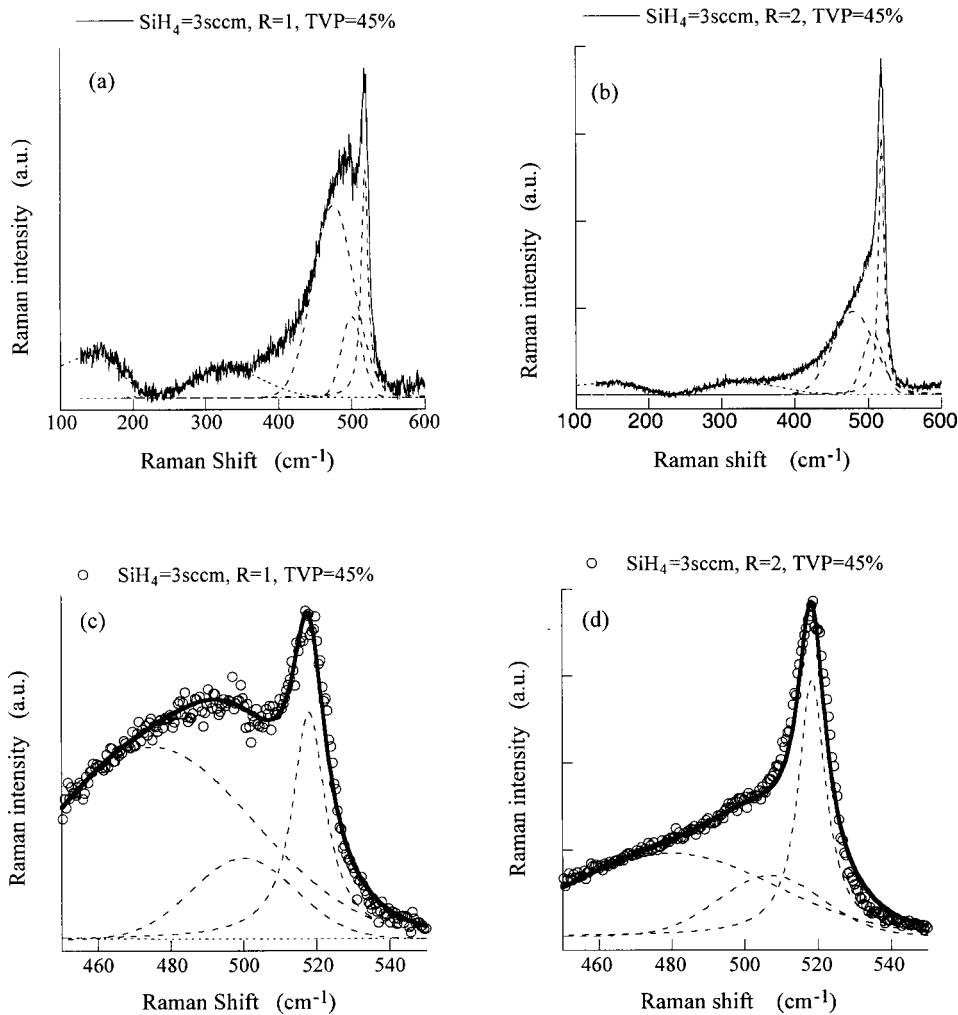 SiH4=3sccm, R=1, TVP=45%
(a)
Raman intensity (a.u.)
100 200 300 400 500 600
Raman Shift (cm-1)
SiH4=3sccm, R=2, TVP=45%
(b)
Raman intensity (a.u.)
100 200 300 400 500 600
Raman shift (cm-1)
SiH4=3sccm, R=1, TVP=45%
(c)
Raman intensity (a.u.)
460 480 500 520 540
Raman Shift (cm-1)
SiH4=3sccm, R=2, TVP=45%
(d)
Raman intensity (a.u.)
460 480 500 520 540
Raman shift (cm-1)